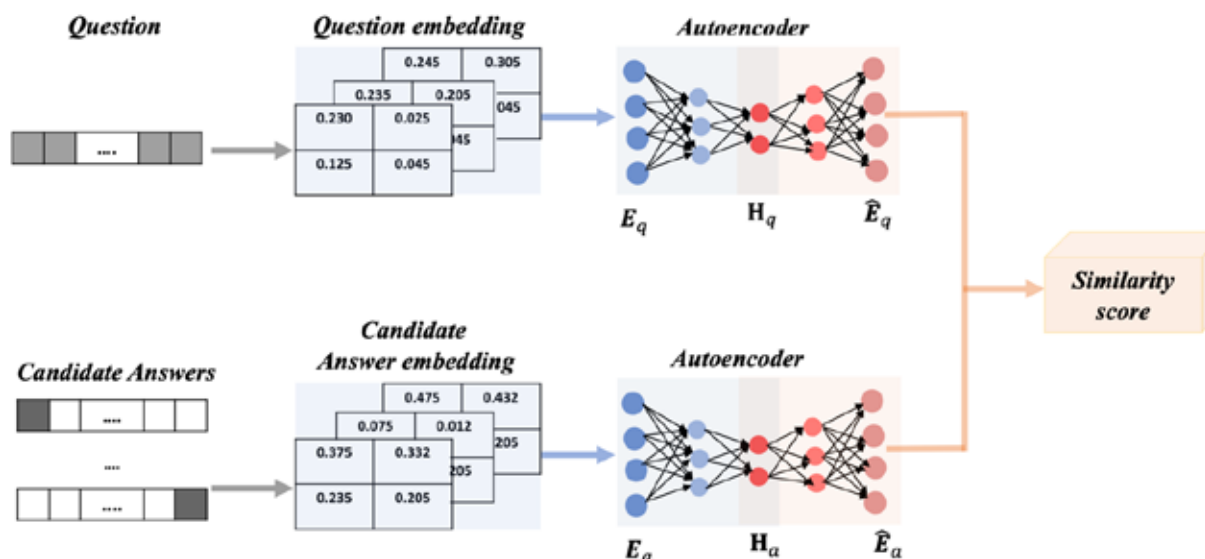 Question
Question embedding
Autoencoder
0.245 0.305
0.235 0.205 045
0.230 0.025 045
0.125 0.045
....
E_q H_q Ê_q
Similarity
score
Candidate
Answer embedding
Autoencoder
Candidate Answers
0.475 0.432
0.075 0.012 205
0.375 0.332 205
0.235 0.205
....
....
....
E_a H_a Ê_a